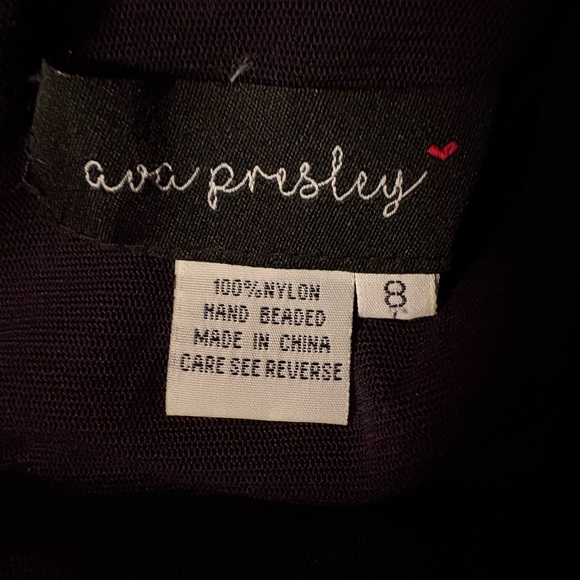 ava presley
100%NYLON
HAND BEADED
MADE IN CHINA
CARE SEE REVERSE
8